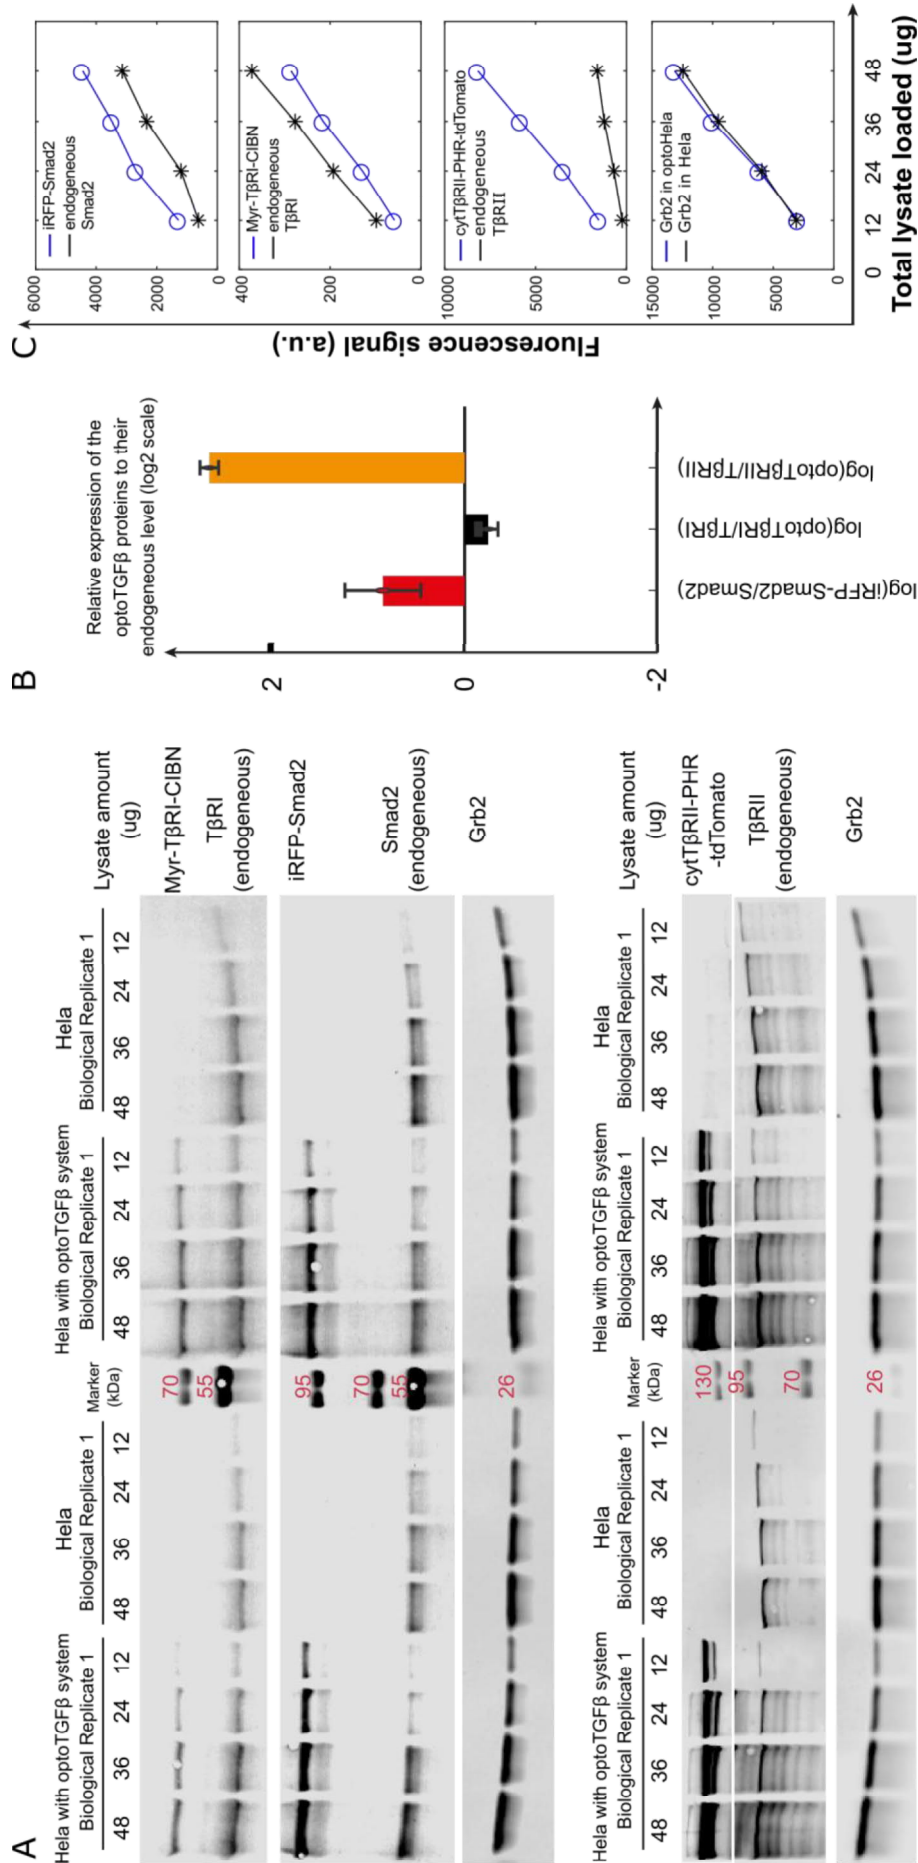 A
Hela with optoTGFβ system
Biological Replicate 1
Hela
Biological Replicate 1
Hela with optoTGFβ system
Biological Replicate 1
Hela
Biological Replicate 1
Lysate amount
(ug)
48 36 24 12
48 36 24 12
Marker
(kDa)
48 36 24 12
48 36 24 12
70
55
Myr-TβRI-CIBN
TβRI
(endogeneous)
95
70
55
iRFP-Smad2
Smad2
(endogeneous)
26
Grb2
Hela with optoTGFβ system
Biological Replicate 1
Hela
Biological Replicate 1
Hela with optoTGFβ system
Biological Replicate 1
Hela
Biological Replicate 1
Lysate amount
(ug)
48 36 24 12
48 36 24 12
Marker
(kDa)
48 36 24 12
48 36 24 12
130
95
70
cytTβRII-PHR
-tdTomato
TβRII
(endogeneous)
26
Grb2
B
Relative expression of the
optoTGFβ proteins to their
endogeneous level (log2 scale)
2
0
-2
log(iRFP-Smad2/Smad2)
log(optoTβRI/TβRI)
log(optoTβRII/TβRII)
C
Fluorescence signal (a.u.)
6000
4000
2000
0
iRFP-Smad2
endogeneous
Smad2
400
200
0
Myr-TβRI-CIBN
endogeneous
TβRI
10000
5000
0
cytTβRII-PHR-tdTomato
endogeneous
TβRII
15000
10000
5000
0
Grb2 in optoHela
Grb2 in Hela
0 12 24 36 48
Total lysate loaded (ug)